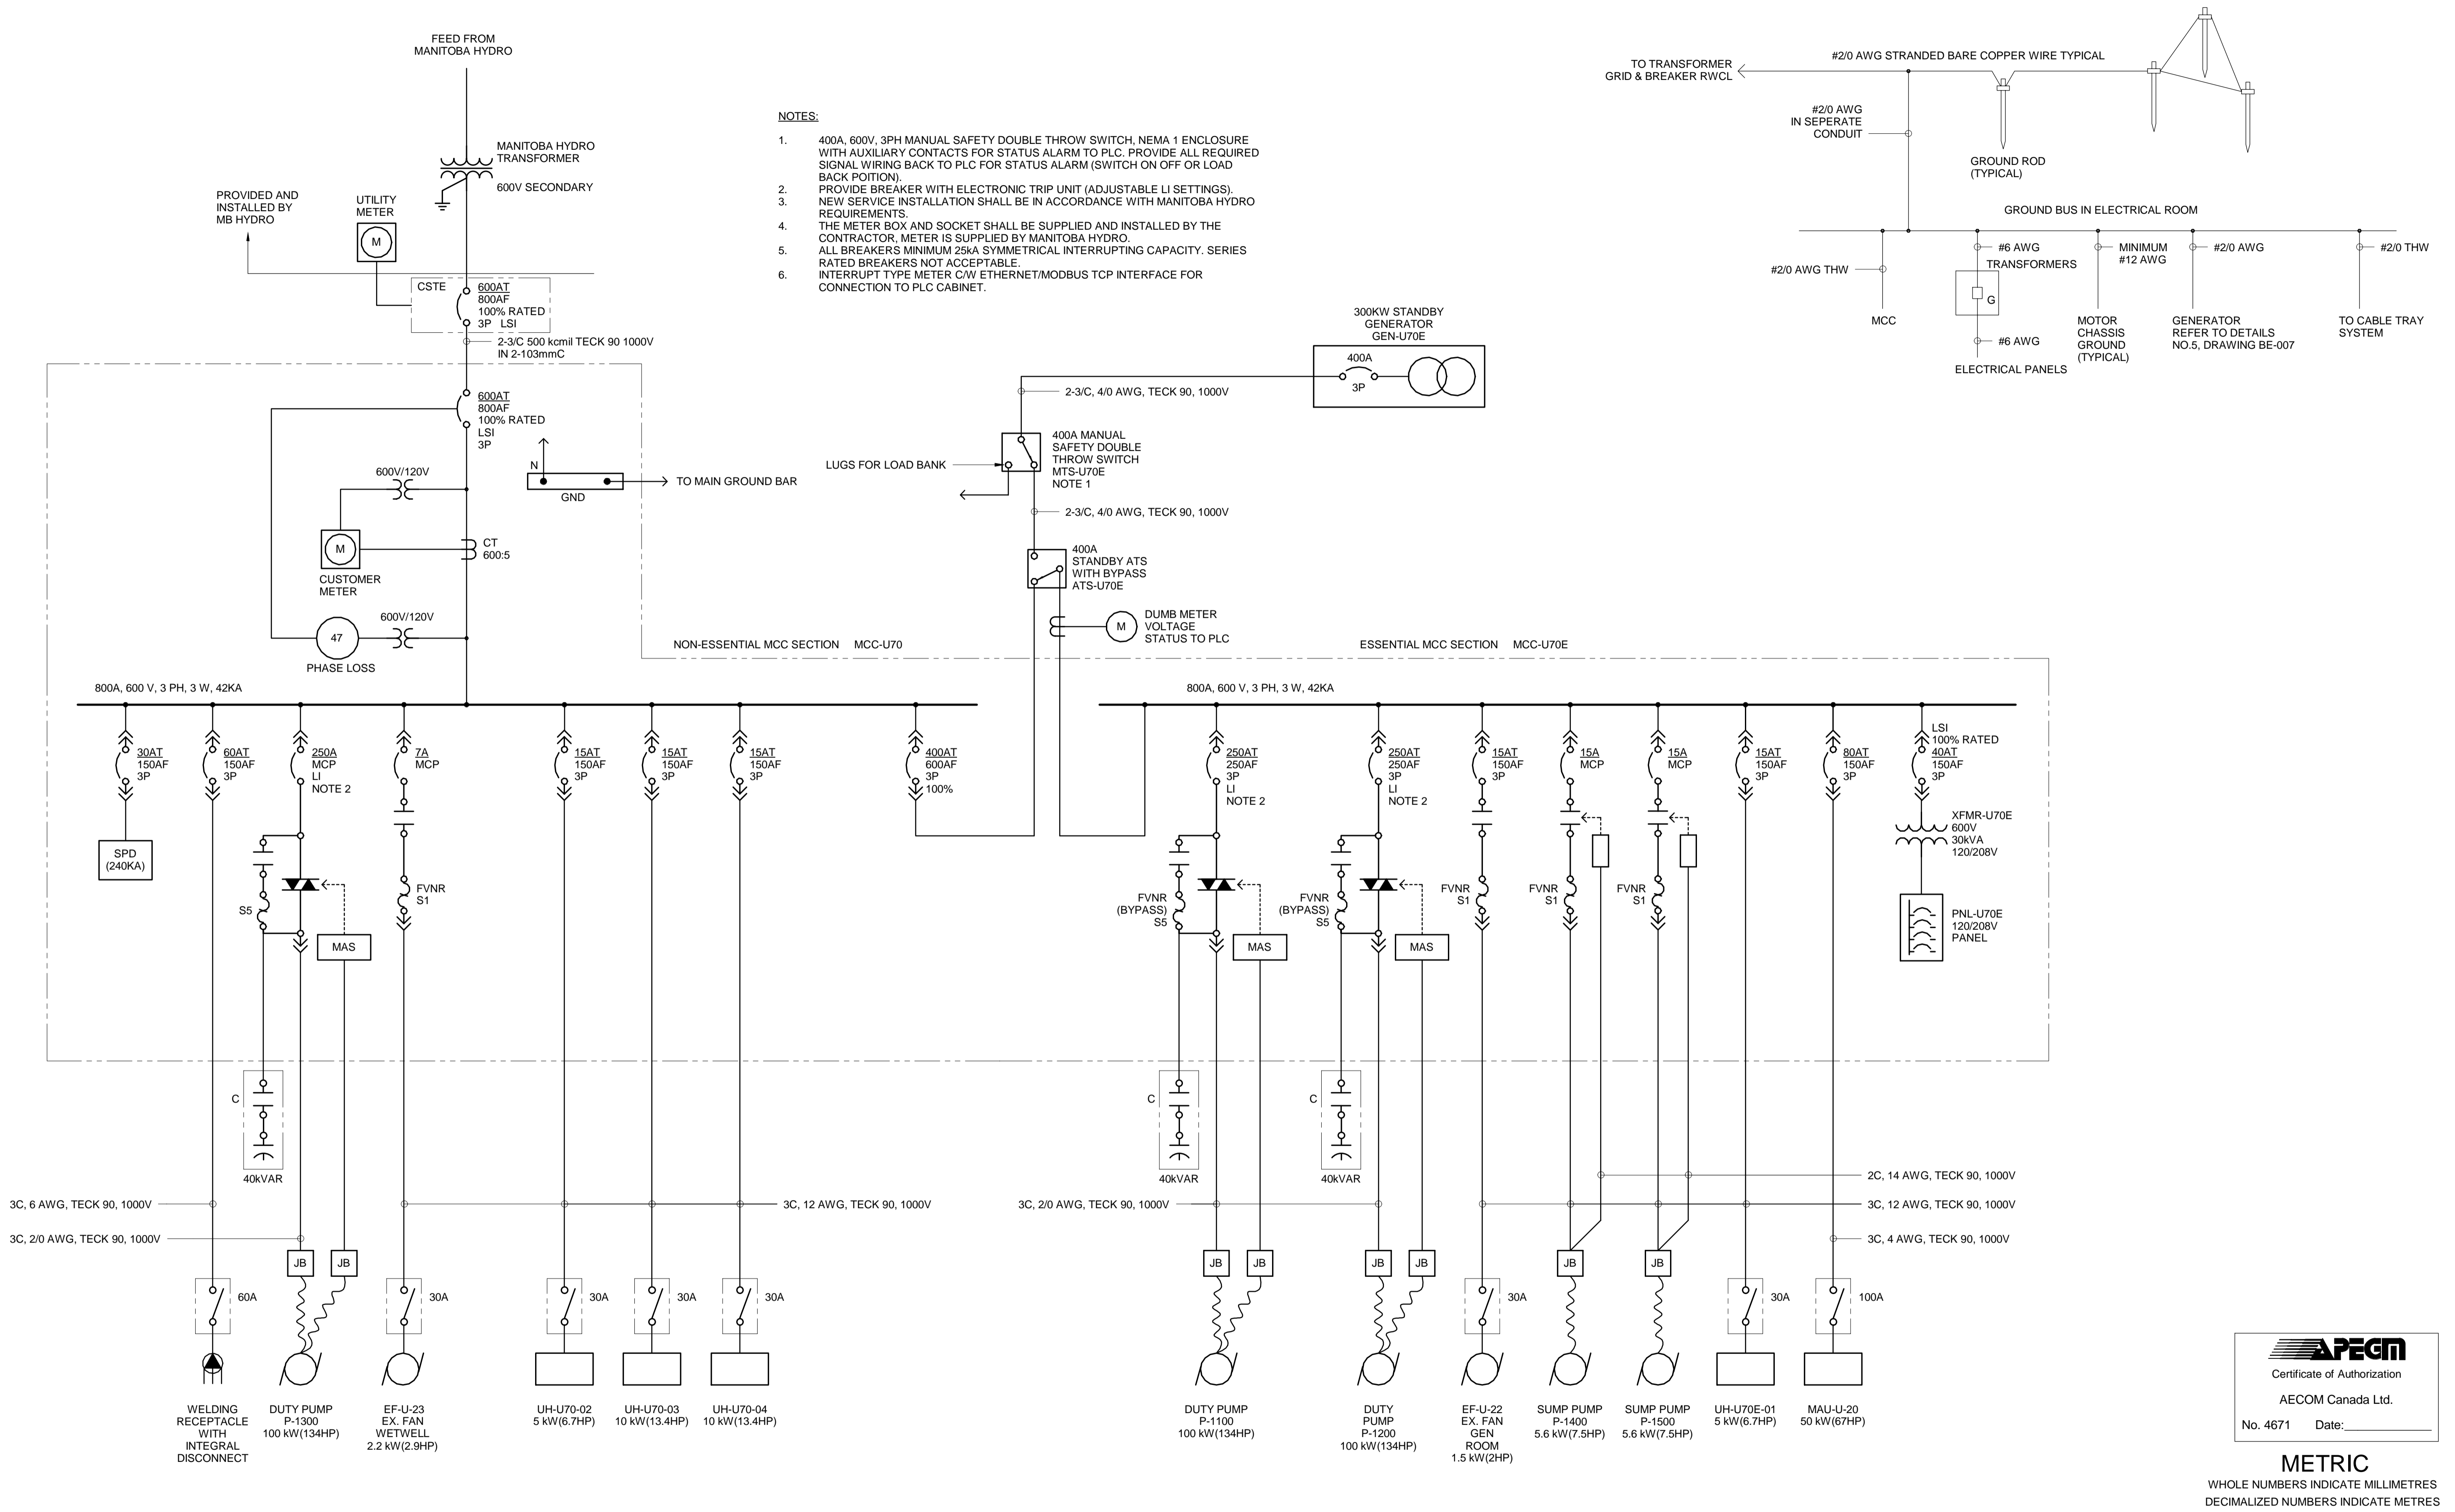 FEED FROM
MANITOBA HYDRO
MANITOBA HYDRO
TRANSFORMER
600V SECONDARY
PROVIDED AND
INSTALLED BY
MB HYDRO
UTILITY
METER
M
CSTE
600AT
800AF
100% RATED
3P LSI
2-3/C 500 kcmil TECK 90 1000V
IN 2-103mmC
600AT
800AF
100% RATED
LSI
3P
600V/120V
N
GND
TO MAIN GROUND BAR
M
CUSTOMER
METER
CT
600:5
600V/120V
47
PHASE LOSS
NOTES:
1. 400A, 600V, 3PH MANUAL SAFETY DOUBLE THROW SWITCH, NEMA 1 ENCLOSURE
WITH AUXILIARY CONTACTS FOR STATUS ALARM TO PLC. PROVIDE ALL REQUIRED
SIGNAL WIRING BACK TO PLC FOR STATUS ALARM (SWITCH ON OFF OR LOAD
BACK POITION).
2. PROVIDE BREAKER WITH ELECTRONIC TRIP UNIT (ADJUSTABLE LI SETTINGS).
3. NEW SERVICE INSTALLATION SHALL BE IN ACCORDANCE WITH MANITOBA HYDRO
REQUIREMENTS.
4. THE METER BOX AND SOCKET SHALL BE SUPPLIED AND INSTALLED BY THE
CONTRACTOR, METER IS SUPPLIED BY MANITOBA HYDRO.
5. ALL BREAKERS MINIMUM 25kA SYMMETRICAL INTERRUPTING CAPACITY. SERIES
RATED BREAKERS NOT ACCEPTABLE.
6. INTERRUPT TYPE METER C/W ETHERNET/MODBUS TCP INTERFACE FOR
CONNECTION TO PLC CABINET.
300KW STANDBY
GENERATOR
GEN-U70E
400A
3P
2-3/C, 4/0 AWG, TECK 90, 1000V
400A MANUAL
SAFETY DOUBLE
THROW SWITCH
MTS-U70E
NOTE 1
LUGS FOR LOAD BANK
2-3/C, 4/0 AWG, TECK 90, 1000V
400A
STANDBY ATS
WITH BYPASS
ATS-U70E
M
DUMB METER
VOLTAGE
STATUS TO PLC
TO TRANSFORMER
GRID & BREAKER RWCL
#2/0 AWG STRANDED BARE COPPER WIRE TYPICAL
#2/0 AWG
IN SEPERATE
CONDUIT
GROUND ROD
(TYPICAL)
GROUND BUS IN ELECTRICAL ROOM
#2/0 AWG THW
MCC
#6 AWG
TRANSFORMERS
G
#6 AWG
ELECTRICAL PANELS
MINIMUM
#12 AWG
MOTOR
CHASSIS
GROUND
(TYPICAL)
#2/0 AWG
GENERATOR
REFER TO DETAILS
NO.5, DRAWING BE-007
#2/0 THW
TO CABLE TRAY
SYSTEM
NON-ESSENTIAL MCC SECTION MCC-U70
ESSENTIAL MCC SECTION MCC-U70E
800A, 600 V, 3 PH, 3 W, 42KA
800A, 600 V, 3 PH, 3 W, 42KA
30AT
150AF
3P
SPD
(240KA)
60AT
150AF
3P
250A
MCP
LI
NOTE 2
S5
MAS
7A
MCP
FVNR
S1
15AT
150AF
3P
15AT
150AF
3P
15AT
150AF
3P
400AT
600AF
3P
100%
250AT
250AF
3P
LI
NOTE 2
FVNR
(BYPASS)
S5
MAS
250AT
250AF
3P
LI
NOTE 2
FVNR
(BYPASS)
S5
MAS
15AT
150AF
3P
FVNR
S1
15A
MCP
FVNR
S1
15A
MCP
FVNR
S1
15AT
150AF
3P
80AT
150AF
3P
LSI
100% RATED
40AT
150AF
3P
XFMR-U70E
600V
30kVA
120/208V
PNL-U70E
120/208V
PANEL
C
40kVAR
C
40kVAR
C
40kVAR
3C, 6 AWG, TECK 90, 1000V
3C, 2/0 AWG, TECK 90, 1000V
3C, 12 AWG, TECK 90, 1000V
3C, 2/0 AWG, TECK 90, 1000V
2C, 14 AWG, TECK 90, 1000V
3C, 12 AWG, TECK 90, 1000V
3C, 4 AWG, TECK 90, 1000V
60A
JB
JB
30A
30A
30A
30A
JB
JB
JB
JB
30A
JB
JB
30A
100A
WELDING
RECEPTACLE
WITH
INTEGRAL
DISCONNECT
DUTY PUMP
P-1300
100 kW(134HP)
EF-U-23
EX. FAN
WETWELL
2.2 kW(2.9HP)
UH-U70-02
5 kW(6.7HP)
UH-U70-03
10 kW(13.4HP)
UH-U70-04
10 kW(13.4HP)
DUTY PUMP
P-1100
100 kW(134HP)
DUTY
PUMP
P-1200
100 kW(134HP)
EF-U-22
EX. FAN
GEN
ROOM
1.5 kW(2HP)
SUMP PUMP
P-1400
5.6 kW(7.5HP)
SUMP PUMP
P-1500
5.6 kW(7.5HP)
UH-U70E-01
5 kW(6.7HP)
MAU-U-20
50 kW(67HP)
APEGM
Certificate of Authorization
AECOM Canada Ltd.
No. 4671 Date:
METRIC
WHOLE NUMBERS INDICATE MILLIMETRES
DECIMALIZED NUMBERS INDICATE METRES